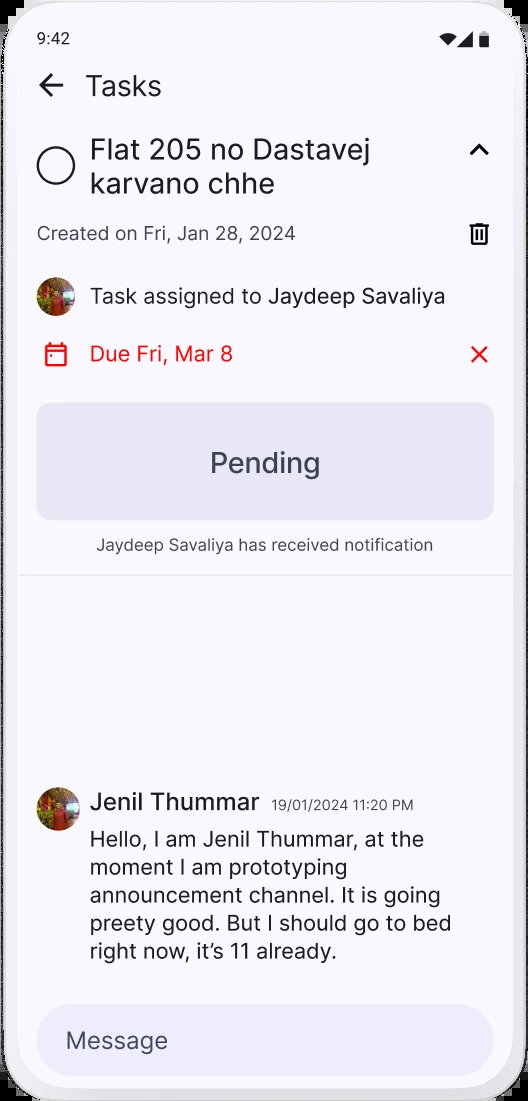 9:42
Tasks
Flat 205 no Dastavej
karvano chhe
Created on Fri, Jan 28, 2024
Task assigned to Jaydeep Savaliya
Due Fri, Mar 8
Pending
Jaydeep Savaliya has received notification
Jenil Thummar 19/01/2024 11:20 PM
Hello, I am Jenil Thummar, at the
moment I am prototyping
announcement channel. It is going
preety good. But I should go to bed
right now, it’s 11 already.
Message